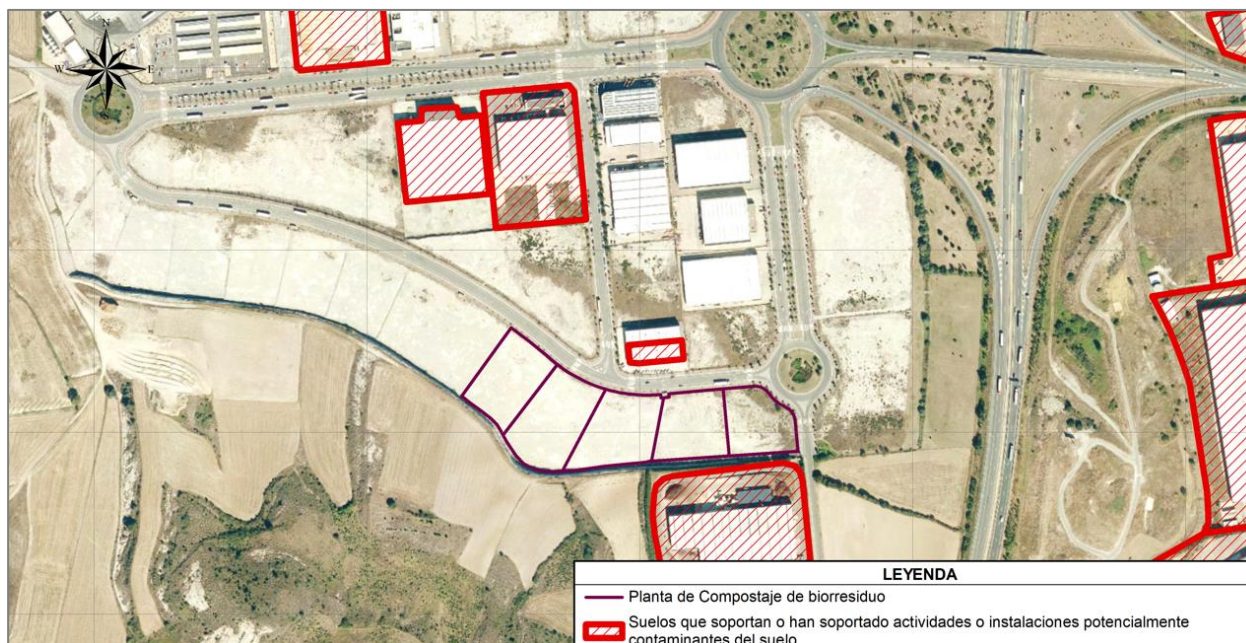 N
W E
LEYENDA
Planta de Compostaje de biorresiduo
Suelos que soportan o han soportado actividades o instalaciones potencialmente
contaminantes del suelo